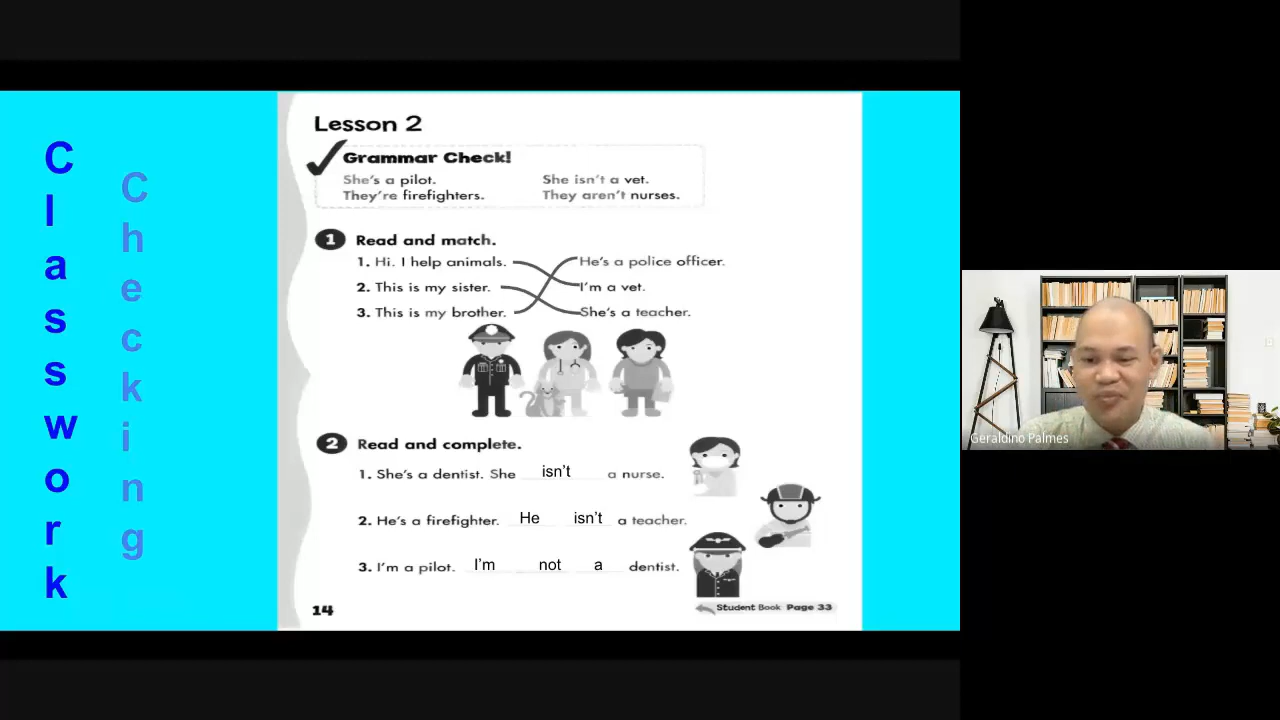 Classwork
Checking
Lesson 2
Grammar Check!
She's a pilot. She isn't a vet.
They're firefighters. They aren't nurses.
1 Read and match.
1. Hi. I help animals. He's a police officer.
2. This is my sister. I'm a vet.
3. This is my brother. She's a teacher.
2 Read and complete.
1. She's a dentist. She isn't a nurse.
2. He's a firefighter. He isn't a teacher.
3. I'm a pilot. I'm not a dentist.
14
Student Book Page 33
Geraldino Palmes